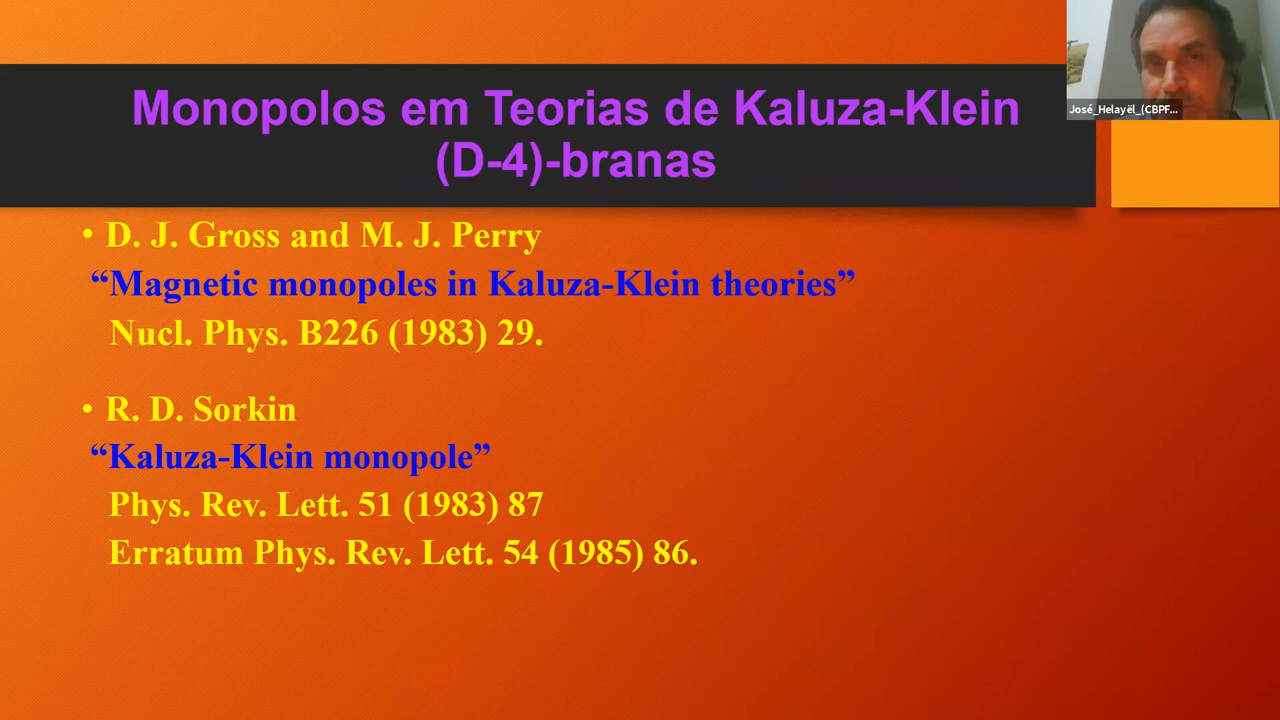 Monopolos em Teorias de Kaluza-Klein
(D-4)-branas
José_Helayël_(CBPF...
• D. J. Gross and M. J. Perry
“Magnetic monopoles in Kaluza-Klein theories”
Nucl. Phys. B226 (1983) 29.
• R. D. Sorkin
“Kaluza-Klein monopole”
Phys. Rev. Lett. 51 (1983) 87
Erratum Phys. Rev. Lett. 54 (1985) 86.